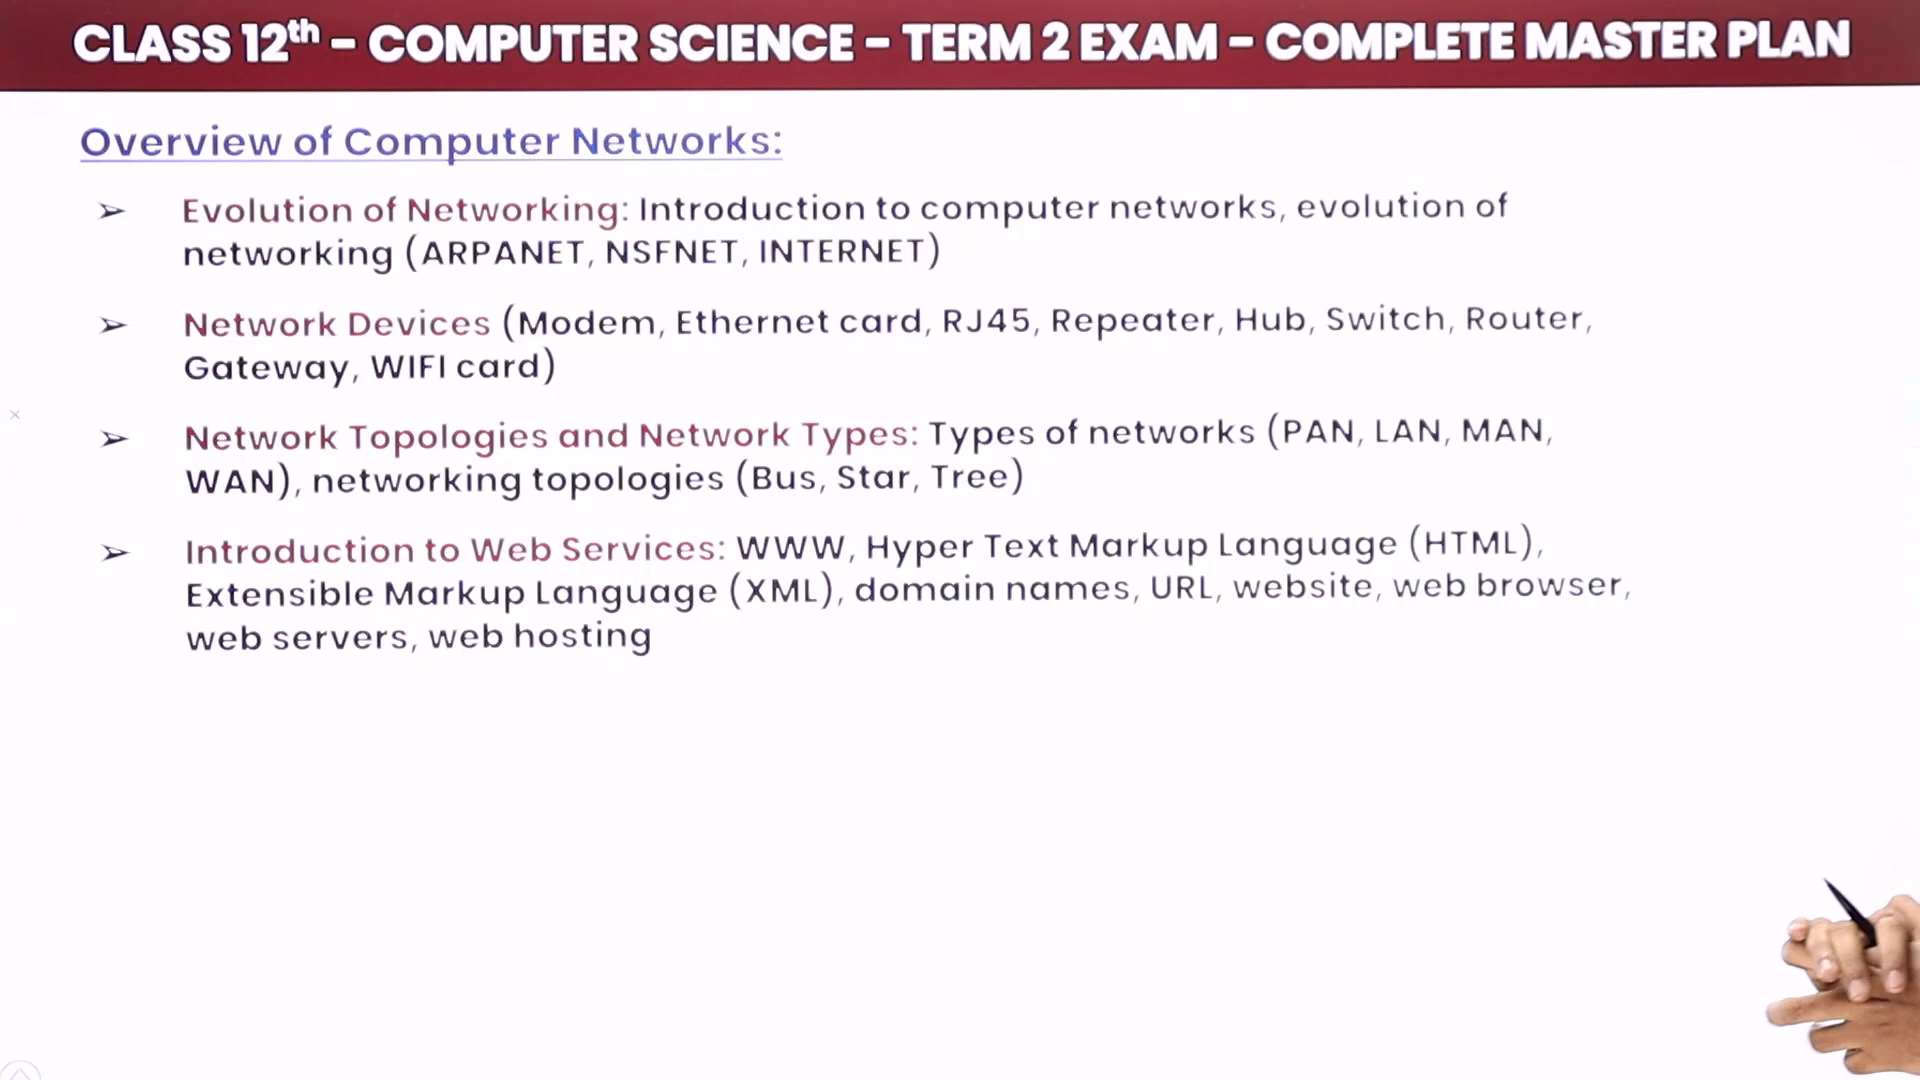 CLASS 12th - COMPUTER SCIENCE - TERM 2 EXAM - COMPLETE MASTER PLAN
Overview of Computer Networks:
➢ Evolution of Networking: Introduction to computer networks, evolution of
networking (ARPANET, NSFNET, INTERNET)
➢ Network Devices (Modem, Ethernet card, RJ45, Repeater, Hub, Switch, Router,
Gateway, WIFI card)
➢ Network Topologies and Network Types: Types of networks (PAN, LAN, MAN,
WAN), networking topologies (Bus, Star, Tree)
➢ Introduction to Web Services: WWW, Hyper Text Markup Language (HTML),
Extensible Markup Language (XML), domain names, URL, website, web browser,
web servers, web hosting